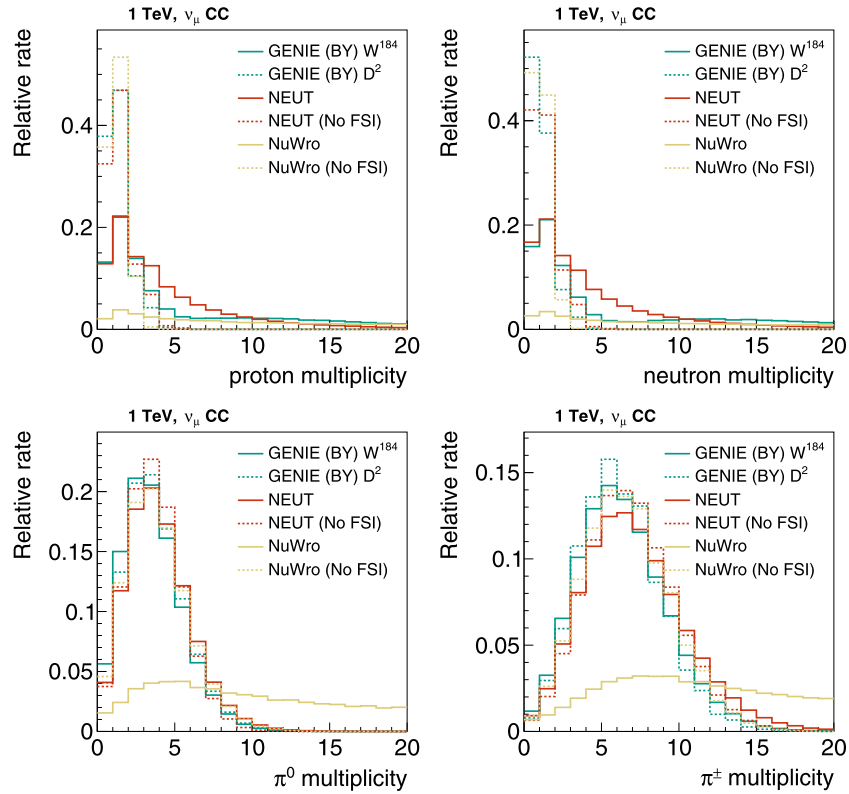 1 TeV, νμ CC
Relative rate
GENIE (BY) W184
GENIE (BY) D2
NEUT
NEUT (No FSI)
NuWro
NuWro (No FSI)
0.4
0.2
0
0 5 10 15 20
proton multiplicity
1 TeV, νμ CC
Relative rate
GENIE (BY) W184
GENIE (BY) D2
NEUT
NEUT (No FSI)
NuWro
NuWro (No FSI)
0.4
0.2
0
0 5 10 15 20
neutron multiplicity
1 TeV, νμ CC
Relative rate
GENIE (BY) W184
GENIE (BY) D2
NEUT
NEUT (No FSI)
NuWro
NuWro (No FSI)
0.2
0.15
0.1
0.05
0
0 5 10 15 20
π0 multiplicity
1 TeV, νμ CC
Relative rate
GENIE (BY) W184
GENIE (BY) D2
NEUT
NEUT (No FSI)
NuWro
NuWro (No FSI)
0.15
0.1
0.05
0
0 5 10 15 20
π± multiplicity